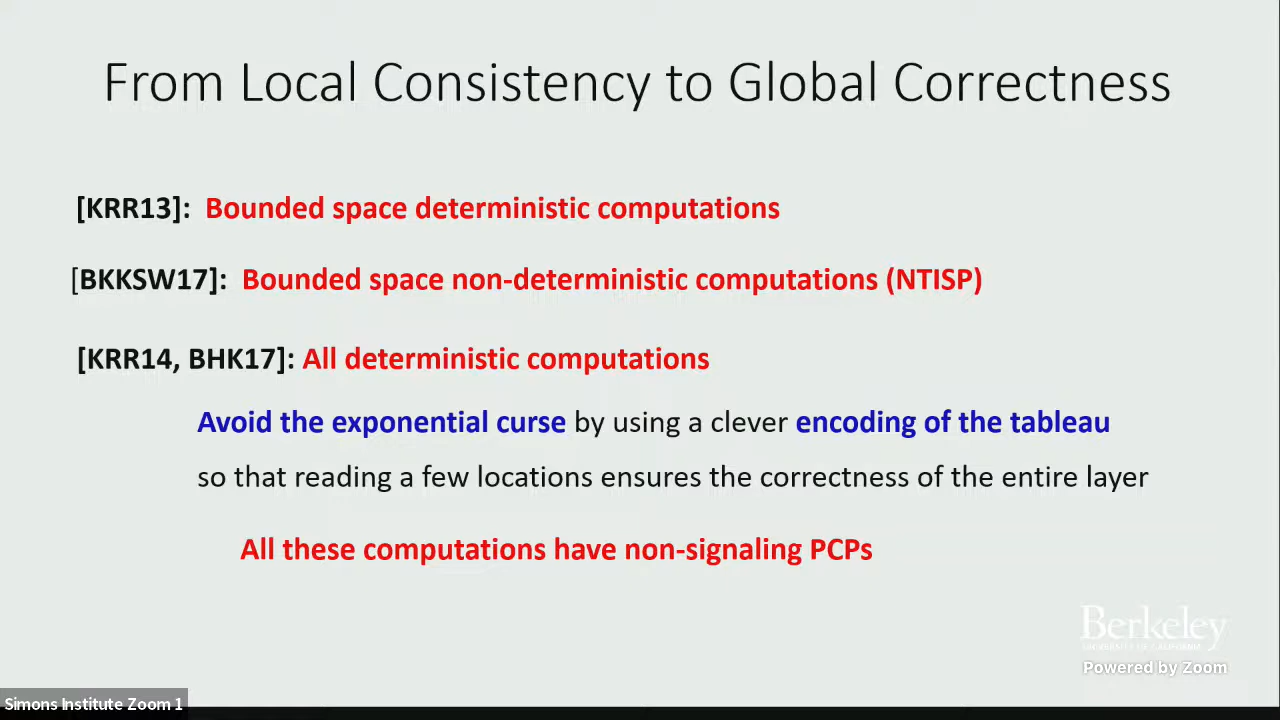 From Local Consistency to Global Correctness
[KRR13]: Bounded space deterministic computations
[BKKSW17]: Bounded space non-deterministic computations (NTISP)
[KRR14, BHK17]: All deterministic computations
Avoid the exponential curse by using a clever encoding of the tableau
so that reading a few locations ensures the correctness of the entire layer
All these computations have non-signaling PCPs
Berkeley
UNIVERSITY OF CALIFORNIA
Powered by Zoom
Simons Institute Zoom 1